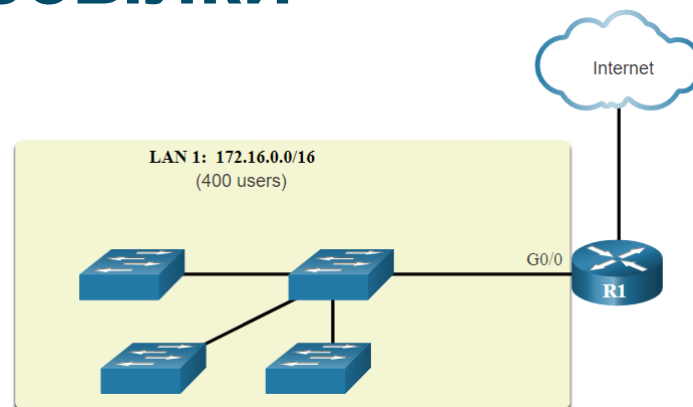 Internet
LAN 1: 172.16.0.0/16
(400 users)
G0/0
R1